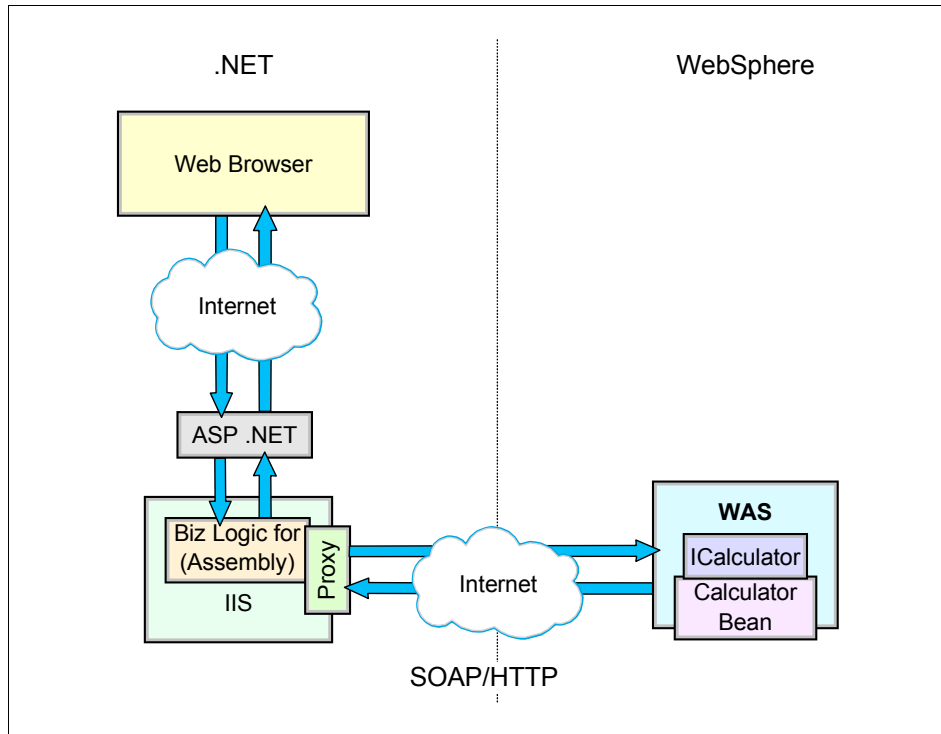 .NET
WebSphere
Web Browser
Internet
ASP .NET
Biz Logic for
(Assembly)
IIS
Proxy
Internet
SOAP/HTTP
WAS
ICalculator
Calculator
Bean